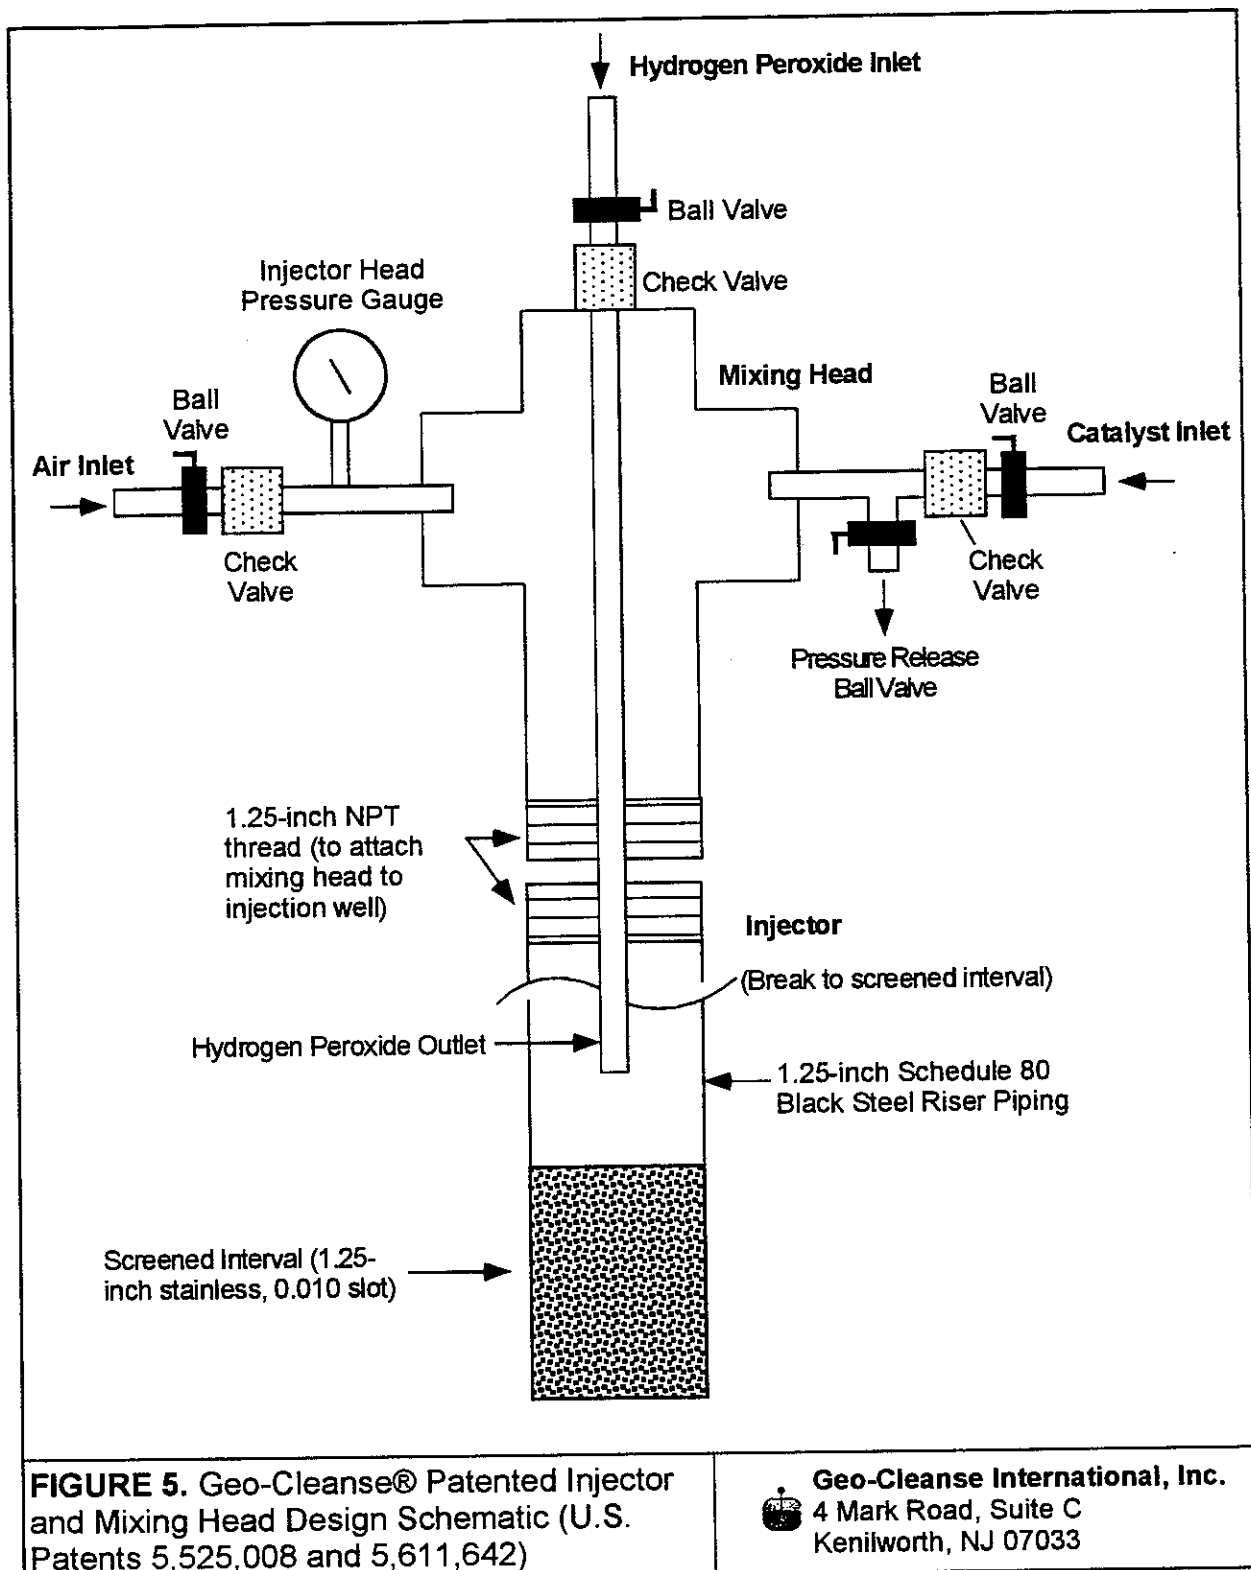 Hydrogen Peroxide Inlet
Ball Valve
Check Valve
Injector Head
Pressure Gauge
Mixing Head
Ball
Valve
Air Inlet
Check
Valve
Ball
Valve
Catalyst Inlet
Check
Valve
Pressure Release
Ball Valve
1.25-inch NPT
thread (to attach
mixing head to
injection well)
Injector
(Break to screened interval)
Hydrogen Peroxide Outlet
1.25-inch Schedule 80
Black Steel Riser Piping
Screened Interval (1.25-
inch stainless, 0.010 slot)
FIGURE 5. Geo-Cleanse® Patented Injector
and Mixing Head Design Schematic (U.S.
Patents 5,525,008 and 5,611,642)
Geo-Cleanse International, Inc.
4 Mark Road, Suite C
Kenilworth, NJ 07033